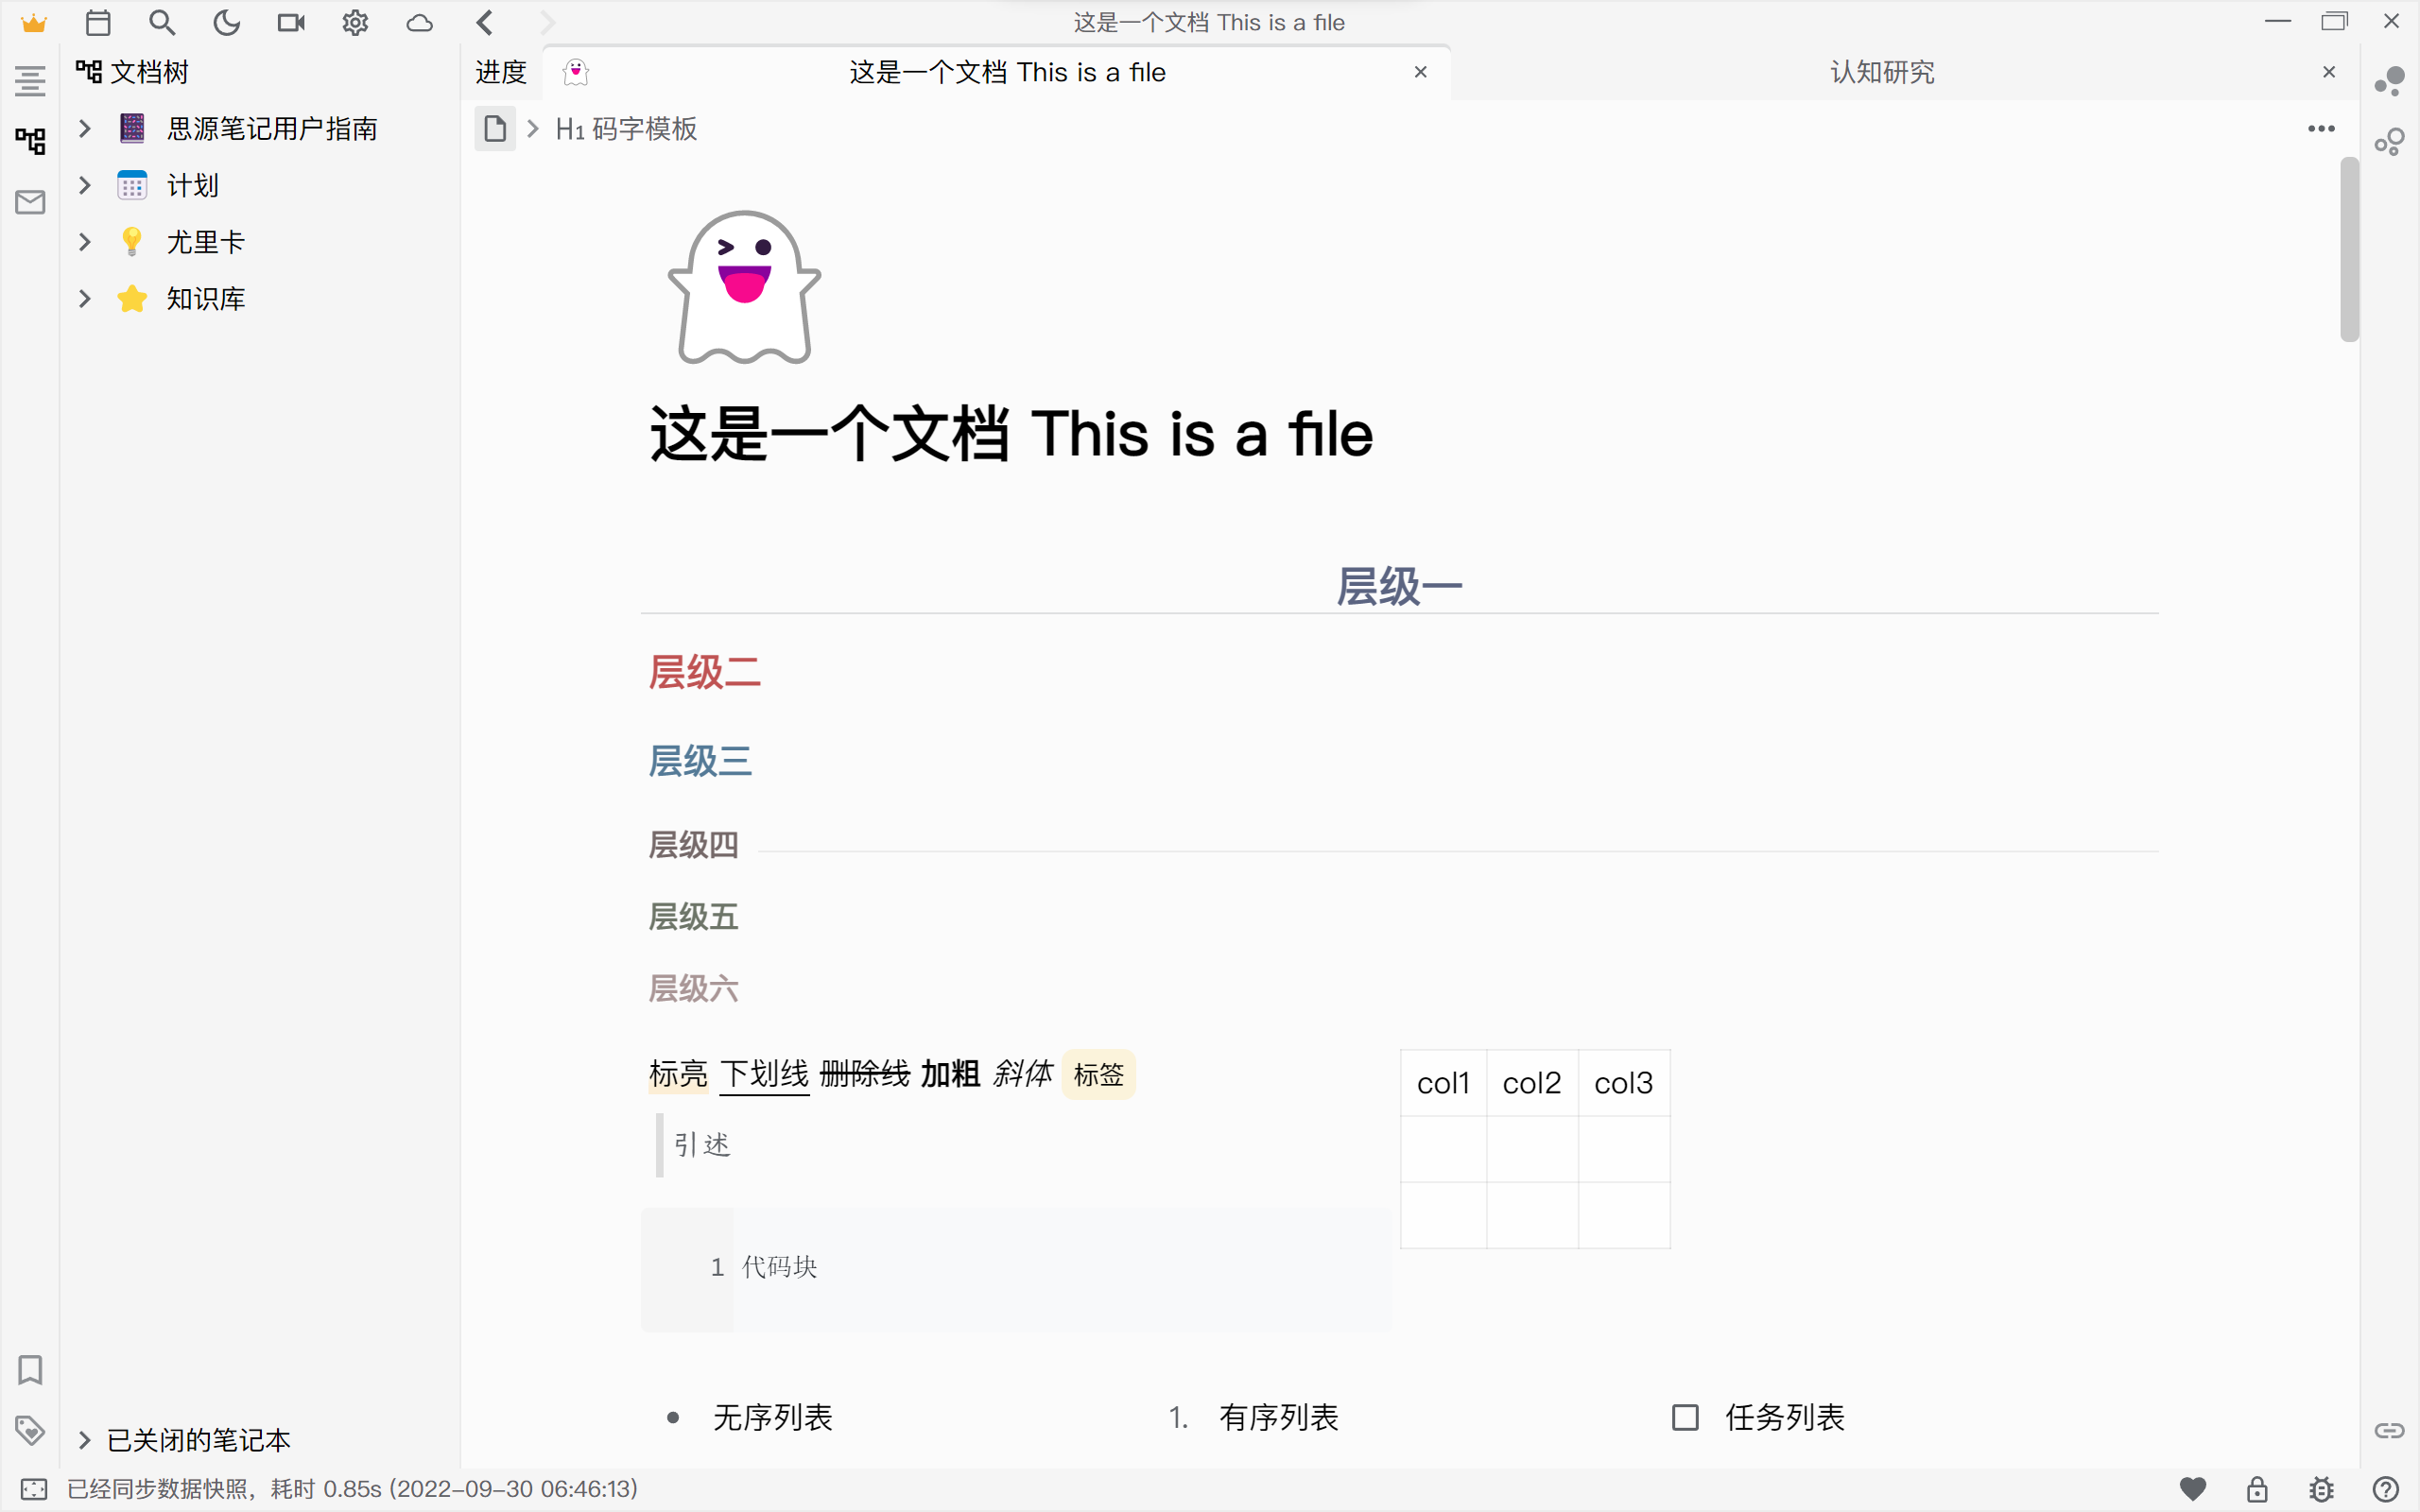 这是一个文档 This is a file
文档树
进度
这是一个文档 This is a file
认知研究
思源笔记用户指南
计划
尤里卡
知识库
H1 码字模板
这是一个文档 This is a file
层级一
层级二
层级三
层级四
层级五
层级六
标亮 下划线 删除线 加粗 斜体 标签
引述
col1 col2 col3
1 代码块
• 无序列表
1. 有序列表
任务列表
已关闭的笔记本
已经同步数据快照，耗时 0.85s (2022-09-30 06:46:13)